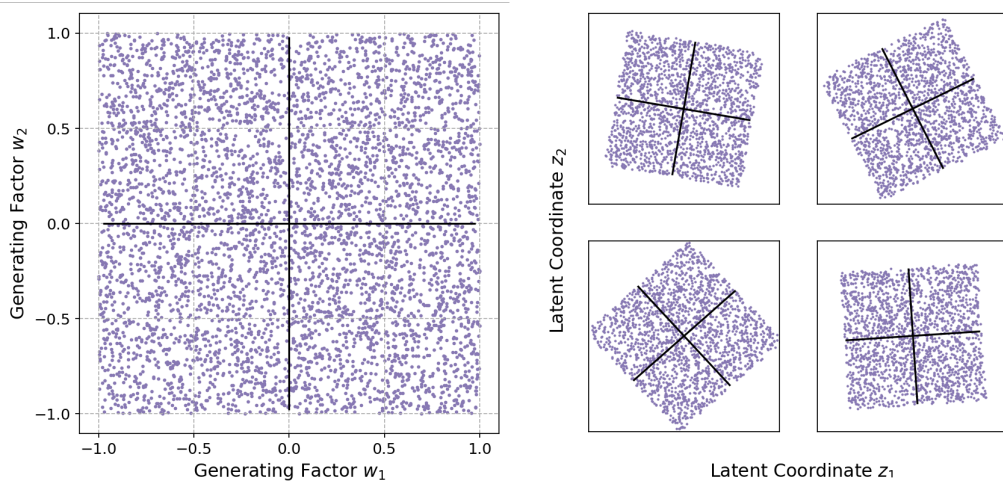 1.0
0.5
0.0
−0.5
−1.0
Generating Factor w₂
−1.0 −0.5 0.0 0.5 1.0
Generating Factor w₁
Latent Coordinate z₂
Latent Coordinate z₁